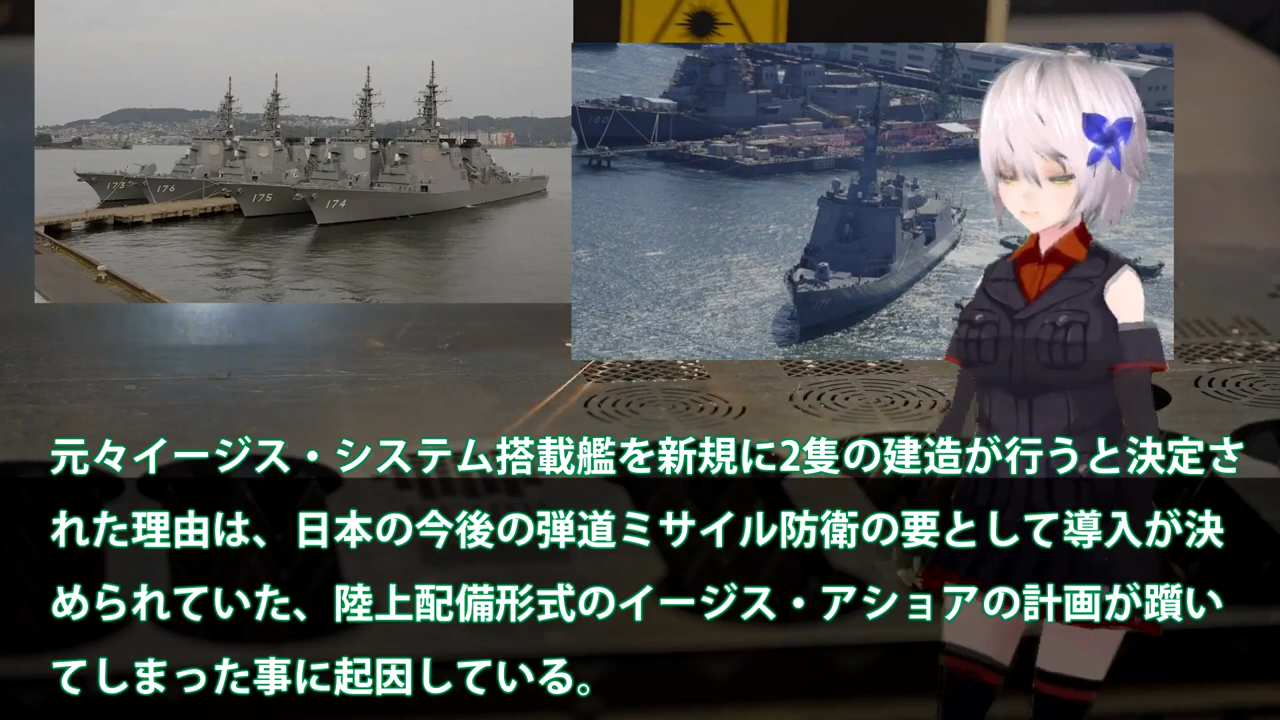 173
176
175
174
180
元々イージス・システム搭載艦を新規に2隻の建造が行うと決定さ
れた理由は、日本の今後の弾道ミサイル防衛の要として導入が決
められていた、陸上配備形式のイージス・アショアの計画が躓い
てしまった事に起因している。